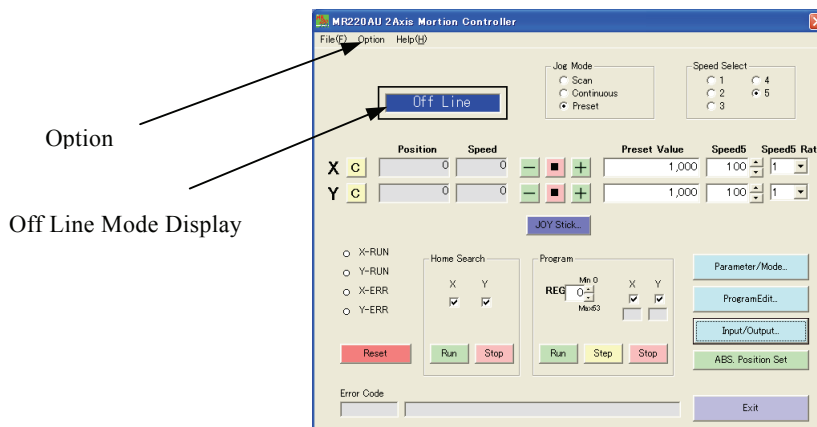 MR220AU 2Axis Mortion Controller
File(F) Option Help(H)
Jog Mode
Scan
Continuous
Preset
Speed Select
1 4
2 5
3
Off Line
Option
Off Line Mode Display
Position Speed Preset Value Speed5 Speed5 Rat
X C 0 0 − ■ + 1,000 100 1
Y C 0 0 − ■ + 1,000 100 1
JOY Stick...
X-RUN
Y-RUN
X-ERR
Y-ERR
Reset
Home Search
X Y
Run Stop
Program
REG Min 0 0 Max63
X Y
Run Step Stop
Parameter/Mode...
ProgramEdit...
Input/Output...
ABS. Position Set
Error Code
Exit